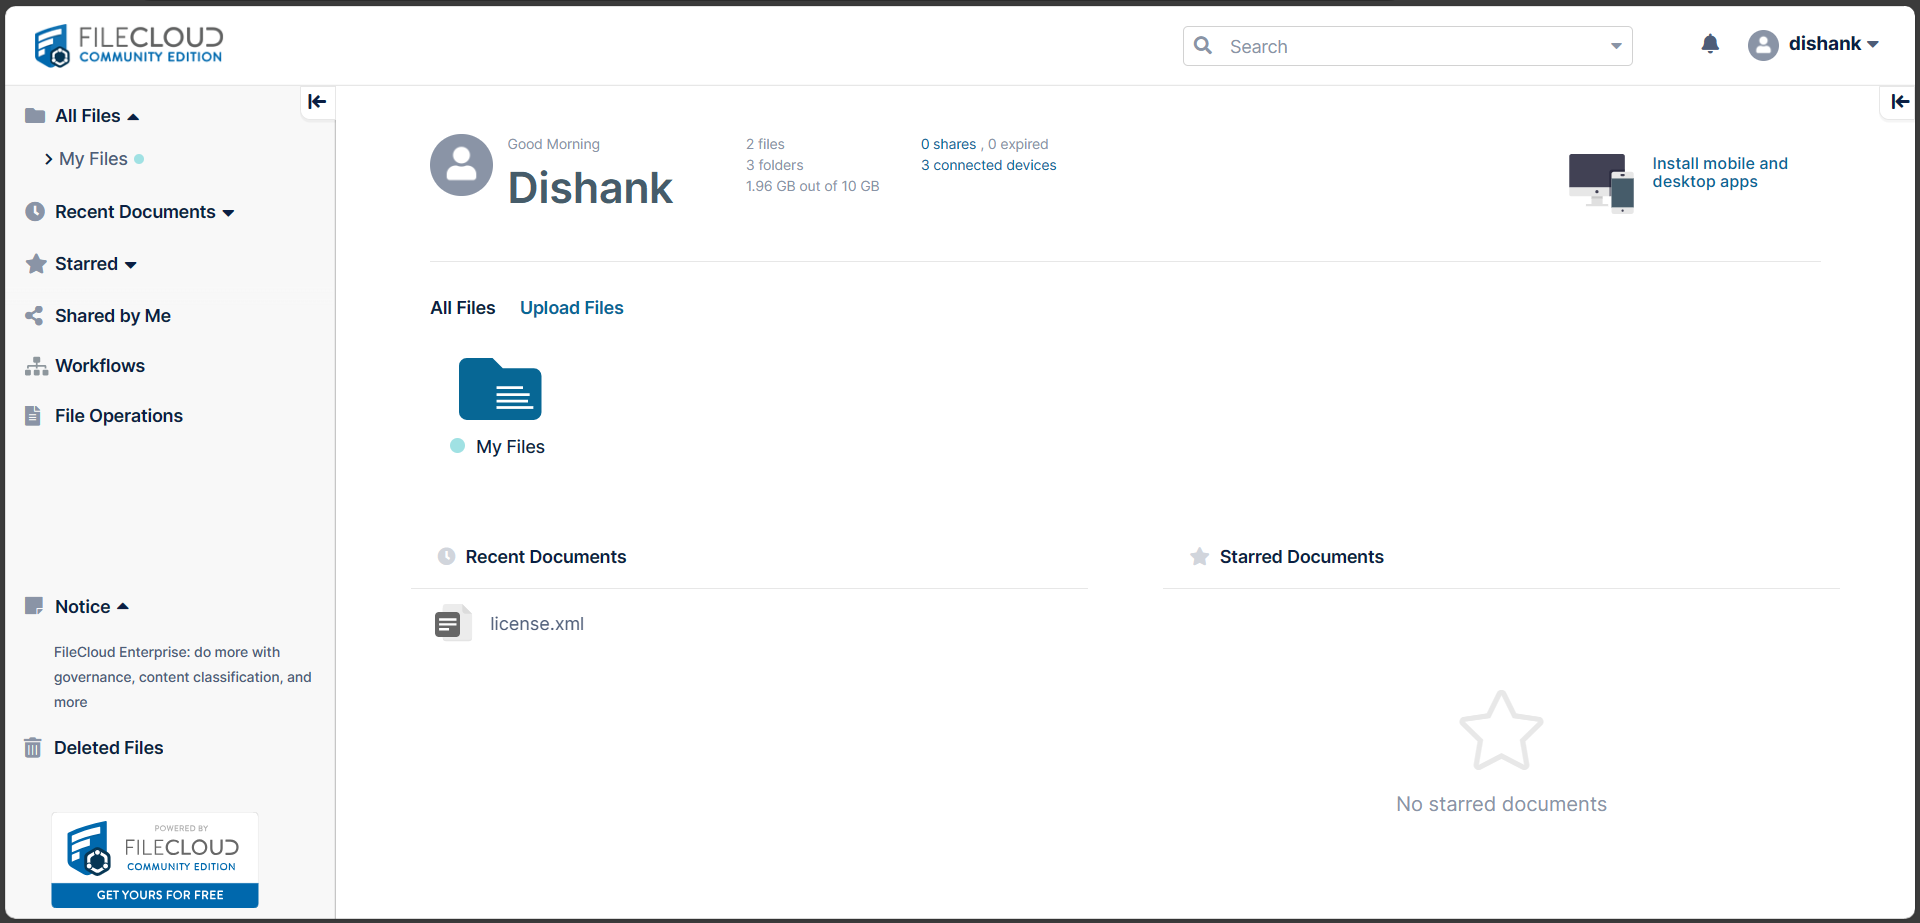 FILECLOUD
COMMUNITY EDITION
Search
dishank
All Files
My Files
Recent Documents
Starred
Shared by Me
Workflows
File Operations
Notice
FileCloud Enterprise: do more with
governance, content classification, and
more
Deleted Files
POWERED BY
FILECLOUD
COMMUNITY EDITION
GET YOURS FOR FREE
Good Morning
Dishank
2 files
3 folders
1.96 GB out of 10 GB
0 shares , 0 expired
3 connected devices
Install mobile and
desktop apps
All Files Upload Files
My Files
Recent Documents
license.xml
Starred Documents
No starred documents